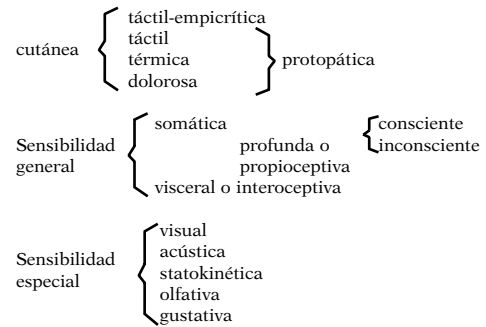 táctil-empicrítica
táctil
cutánea
térmica
protopática
dolorosa
somática
consciente
Sensibilidad
profunda o
inconsciente
general
propioceptiva
visceral o interoceptiva
visual
acústica
Sensibilidad
statokinética
especial
olfativa
gustativa